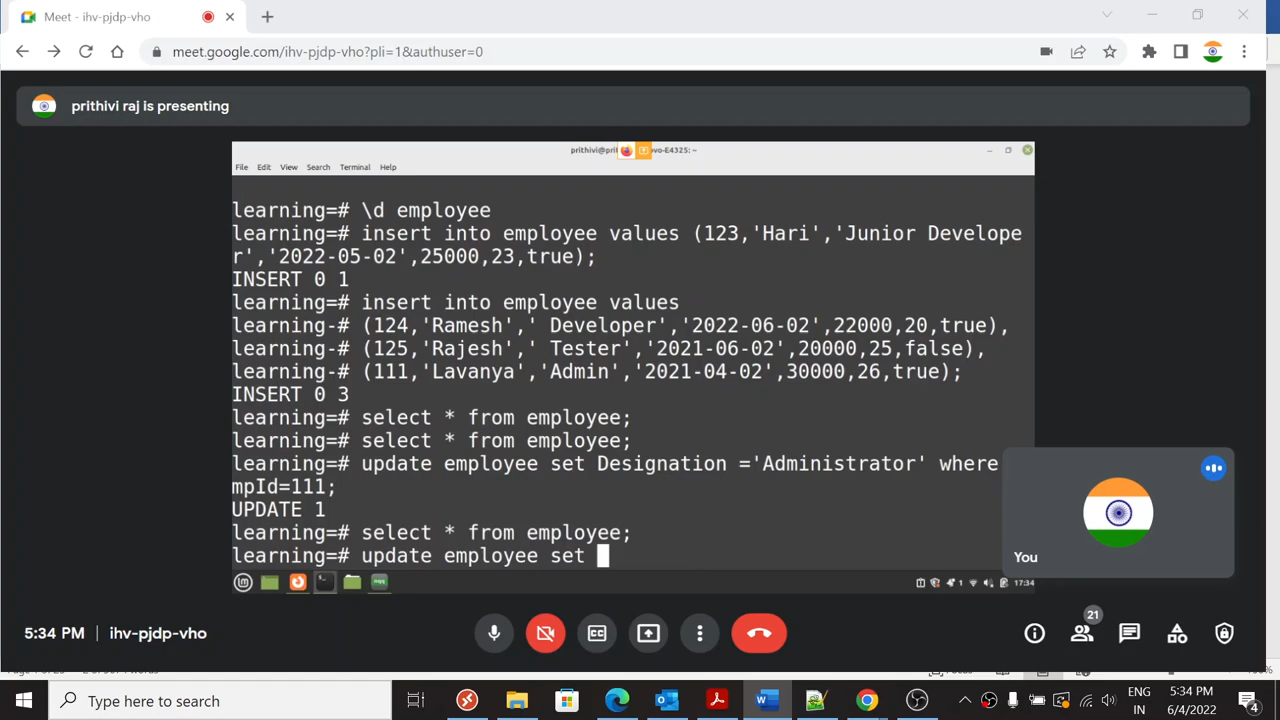 Meet - ihv-pjdp-vho
meet.google.com/ihv-pjdp-vho?pli=1&authuser=0
prithivi raj is presenting
File Edit View Search Terminal Help
learning=# \d employee
learning=# insert into employee values (123,'Hari','Junior Develope
r','2022-05-02',25000,23,true);
INSERT 0 1
learning=# insert into employee values
learning-# (124,'Ramesh',' Developer','2022-06-02',22000,20,true),
learning-# (125,'Rajesh',' Tester','2021-06-02',20000,25,false),
learning-# (111,'Lavanya','Admin','2021-04-02',30000,26,true);
INSERT 0 3
learning=# select * from employee;
learning=# select * from employee;
learning=# update employee set Designation ='Administrator' where
mpId=111;
UPDATE 1
learning=# select * from employee;
learning=# update employee set
You
17:34
5:34 PM | ihv-pjdp-vho
21
Type here to search
ENG
IN
5:34 PM
6/4/2022
4